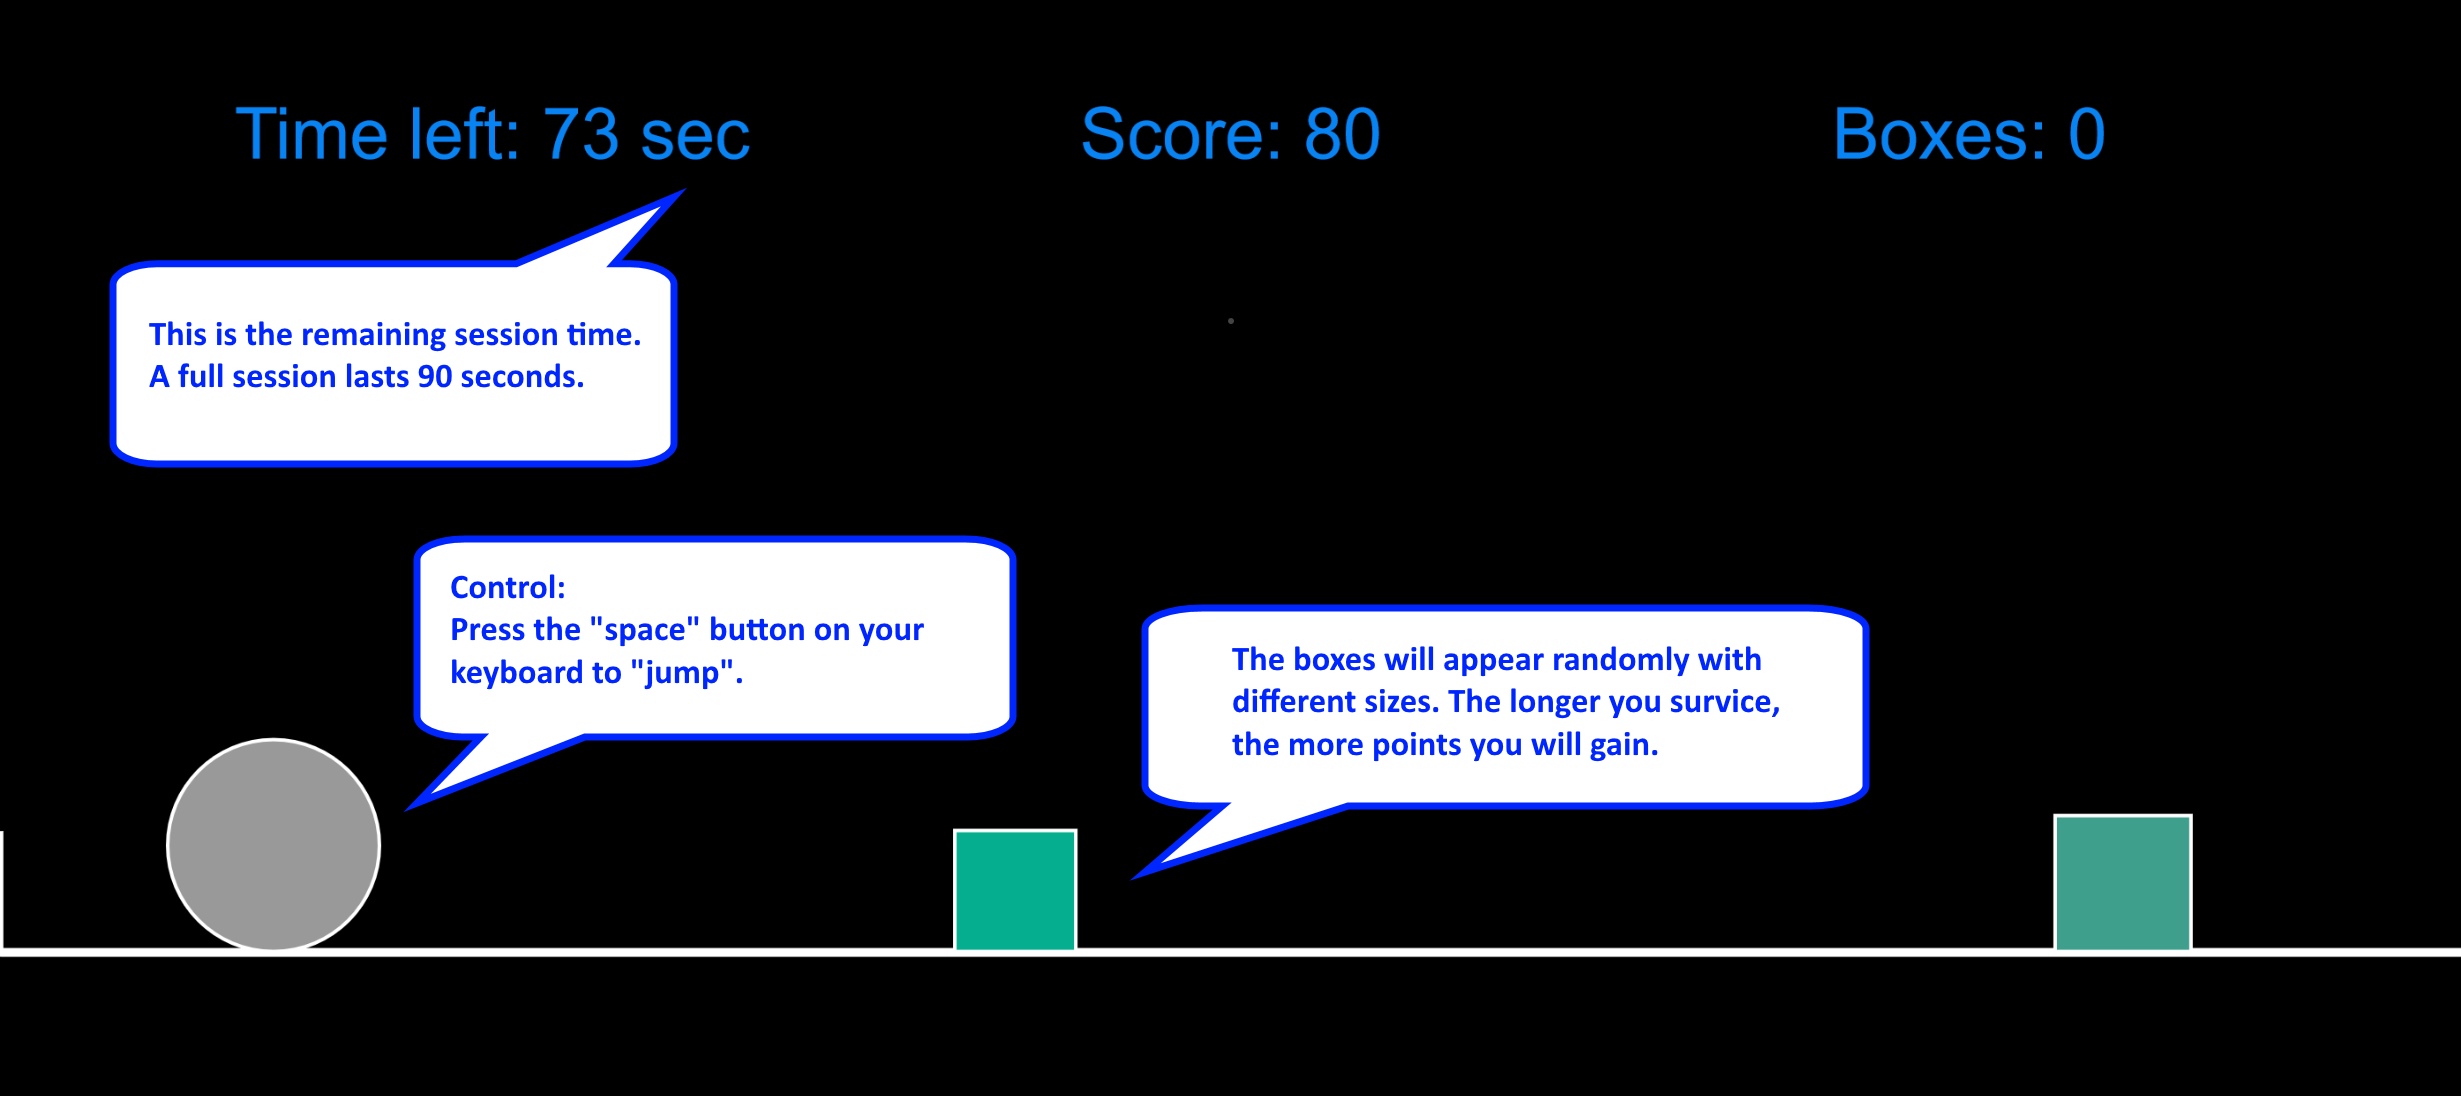 Time left: 73 sec
Score: 80
Boxes: 0
This is the remaining session time.
A full session lasts 90 seconds.
Control:
Press the "space" button on your
keyboard to "jump".
The boxes will appear randomly with
different sizes. The longer you survice,
the more points you will gain.